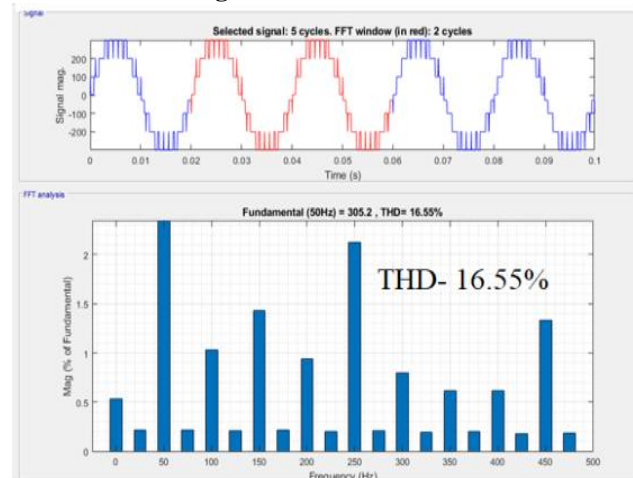 Signal
Selected signal: 5 cycles. FFT window (in red): 2 cycles
Signal mag.
200
100
0
-100
-200
0 0.01 0.02 0.03 0.04 0.05 0.06 0.07 0.08 0.09 0.1
Time (s)
FFT analysis
Fundamental (50Hz) = 305.2 , THD= 16.55%
THD- 16.55%
Mag (% of Fundamental)
2
1.5
1
0.5
0
0 50 100 150 200 250 300 350 400 450 500
Frequency (Hz)